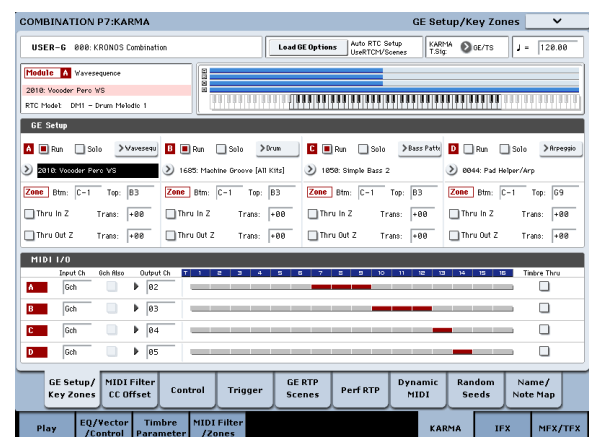 COMBINATION P7:KARMA GE Setup/Key Zones
USER-G 000: KRONOS Combination Load GE Options Auto RTC Setup UseRTCM/Scenes KARMA T.Sig: GE/TS ♩ = 120.00
Module A Wavesequence
2010: Vocoder Perc WS
RTC Model: DM1 - Drum Melodic 1
GE Setup
A Run Solo Wavesequ B Run Solo Drum C Run Solo Bass Patte D Run Solo Arpeggio
2010: Vocoder Perc WS 1685: Machine Groove [All Kits] 1050: Simple Bass 2 0044: Pad Helper/Arp
Zone Btm: C-1 Top: B3 Zone Btm: C-1 Top: B3 Zone Btm: C-1 Top: B3 Zone Btm: C-1 Top: G9
Thru In Z Trans: +00 Thru In Z Trans: +00 Thru In Z Trans: +00 Thru In Z Trans: +00
Thru Out Z Trans: +00 Thru Out Z Trans: +00 Thru Out Z Trans: +00 Thru Out Z Trans: +00
MIDI I/O
Input Ch Gch Also Output Ch T 1 2 3 4 5 6 7 8 9 10 11 12 13 14 15 16 Timbre Thru
A Gch 02
B Gch 03
C Gch 04
D Gch 05
GE Setup/ Key Zones MIDI Filter CC Offset Control Trigger GE RTP Scenes Perf RTP Dynamic MIDI Random Seeds Name/ Note Map
Play EQ/Vector /Control Timbre Parameter MIDI Filter /Zones KARMA IFX MFX/TFX